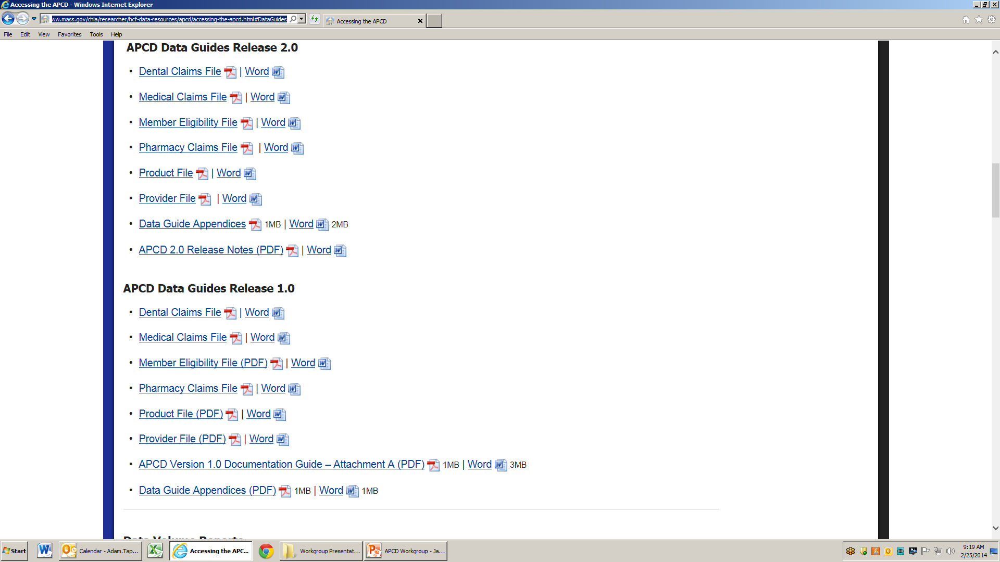 Accessing the APCD - Windows Internet Explorer
ww.mass.gov/chia/researcher/hcf-data-resources/apcd/accessing-the-apcd.html#DataGuides
Accessing the APCD
File Edit View Favorites Tools Help
APCD Data Guides Release 2.0
• Dental Claims File | Word
• Medical Claims File | Word
• Member Eligibility File | Word
• Pharmacy Claims File | Word
• Product File | Word
• Provider File | Word
• Data Guide Appendices 1MB | Word 2MB
• APCD 2.0 Release Notes (PDF) | Word
APCD Data Guides Release 1.0
• Dental Claims File | Word
• Medical Claims File | Word
• Member Eligibility File (PDF) | Word
• Pharmacy Claims File | Word
• Product File (PDF) | Word
• Provider File (PDF) | Word
• APCD Version 1.0 Documentation Guide – Attachment A (PDF) 1MB | Word 3MB
• Data Guide Appendices (PDF) 1MB | Word 1MB
Data Volume Reports
Start Calendar - Adam.Tap... Accessing the APC... Workgroup Presentat... APCD Workgroup - Ja...
9:19 AM
2/25/2014